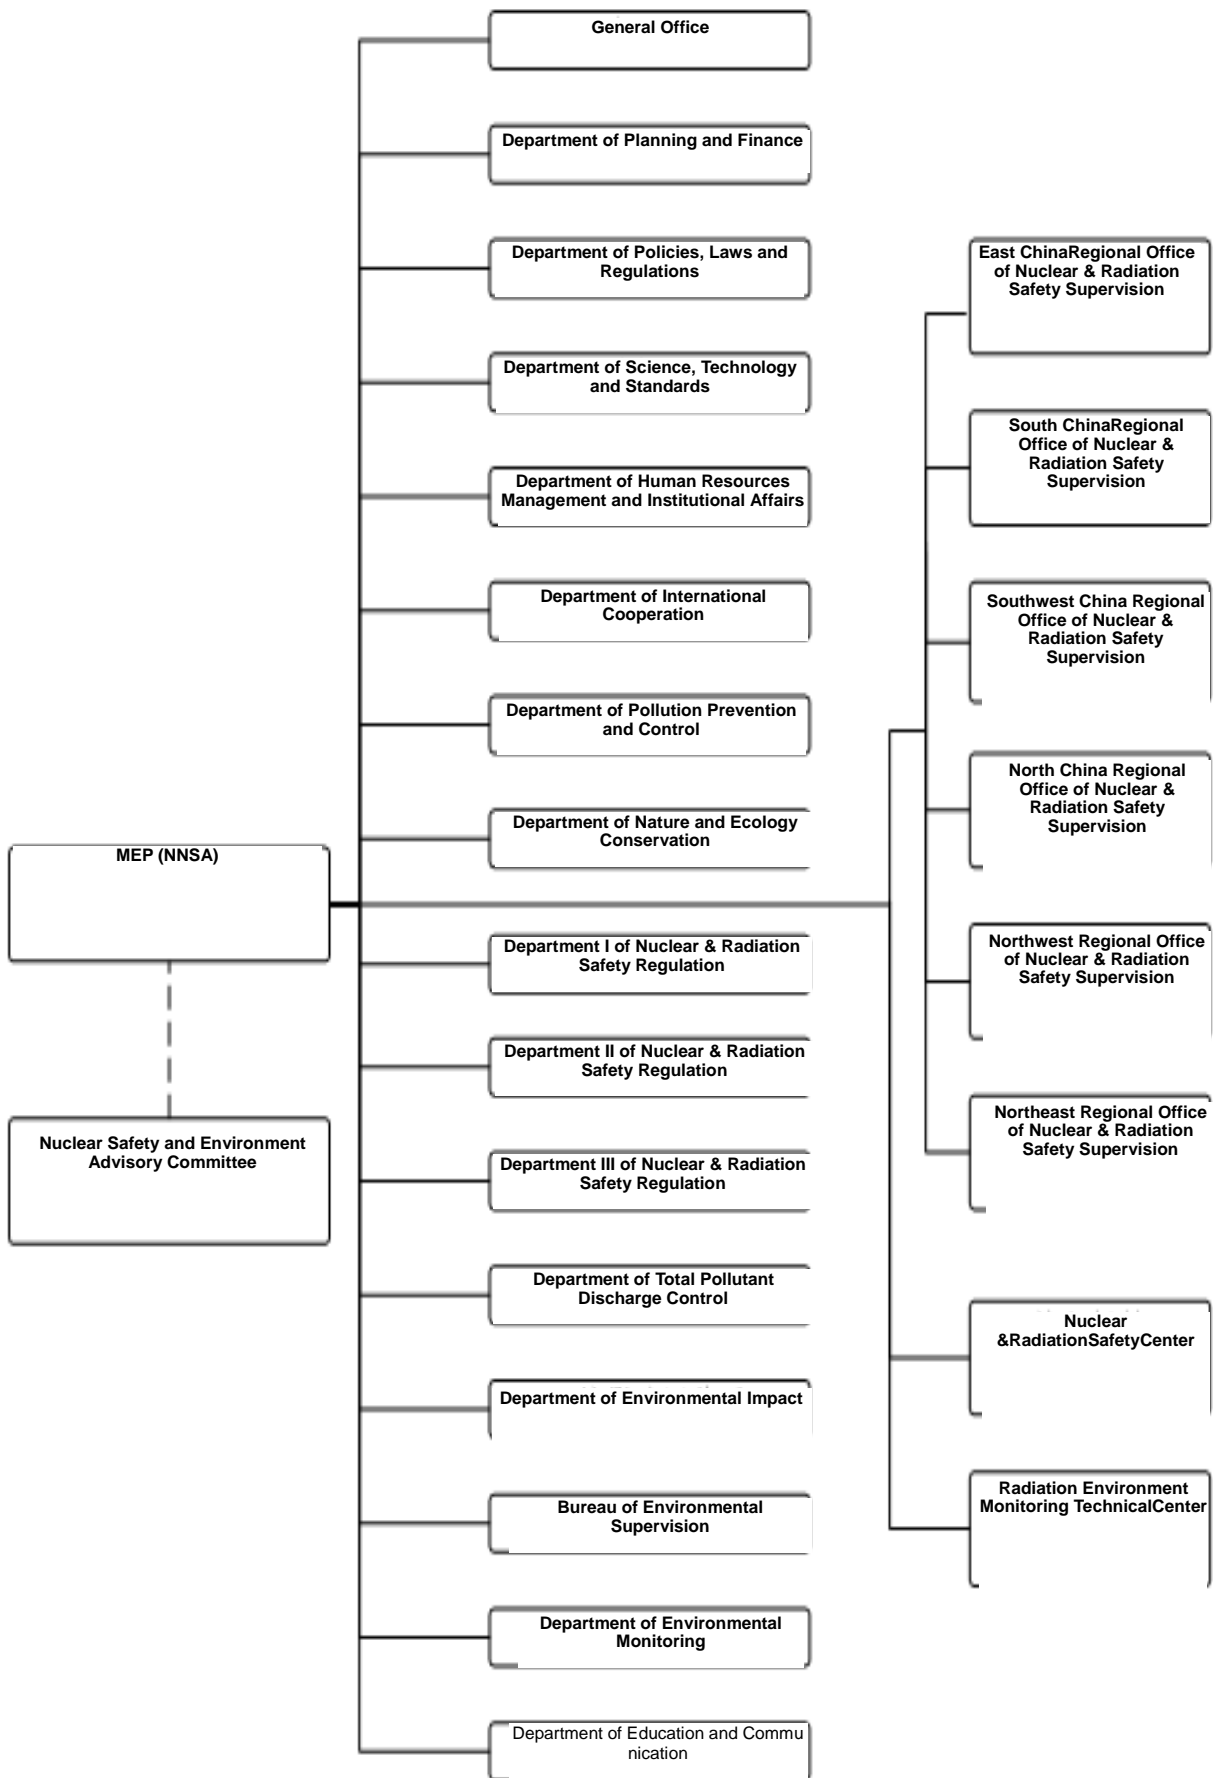 General Office
Department of Planning and Finance
Department of Policies, Laws and
Regulations
Department of Science, Technology
and Standards
Department of Human Resources
Management and Institutional Affairs
Department of International
Cooperation
Department of Pollution Prevention
and Control
Department of Nature and Ecology
Conservation
MEP (NNSA)
Nuclear Safety and Environment
Advisory Committee
Department I of Nuclear & Radiation
Safety Regulation
Department II of Nuclear & Radiation
Safety Regulation
Department III of Nuclear & Radiation
Safety Regulation
Department of Total Pollutant
Discharge Control
Department of Environmental Impact
Bureau of Environmental
Supervision
Department of Environmental
Monitoring
Department of Education and Commu
nication
East ChinaRegional Office
of Nuclear & Radiation
Safety Supervision
South ChinaRegional
Office of Nuclear &
Radiation Safety
Supervision
Southwest China Regional
Office of Nuclear &
Radiation Safety
Supervision
North China Regional
Office of Nuclear &
Radiation Safety
Supervision
Northwest Regional Office
of Nuclear & Radiation
Safety Supervision
Northeast Regional Office
of Nuclear & Radiation
Safety Supervision
Nuclear
&RadiationSafetyCenter
Radiation Environment
Monitoring TechnicalCenter